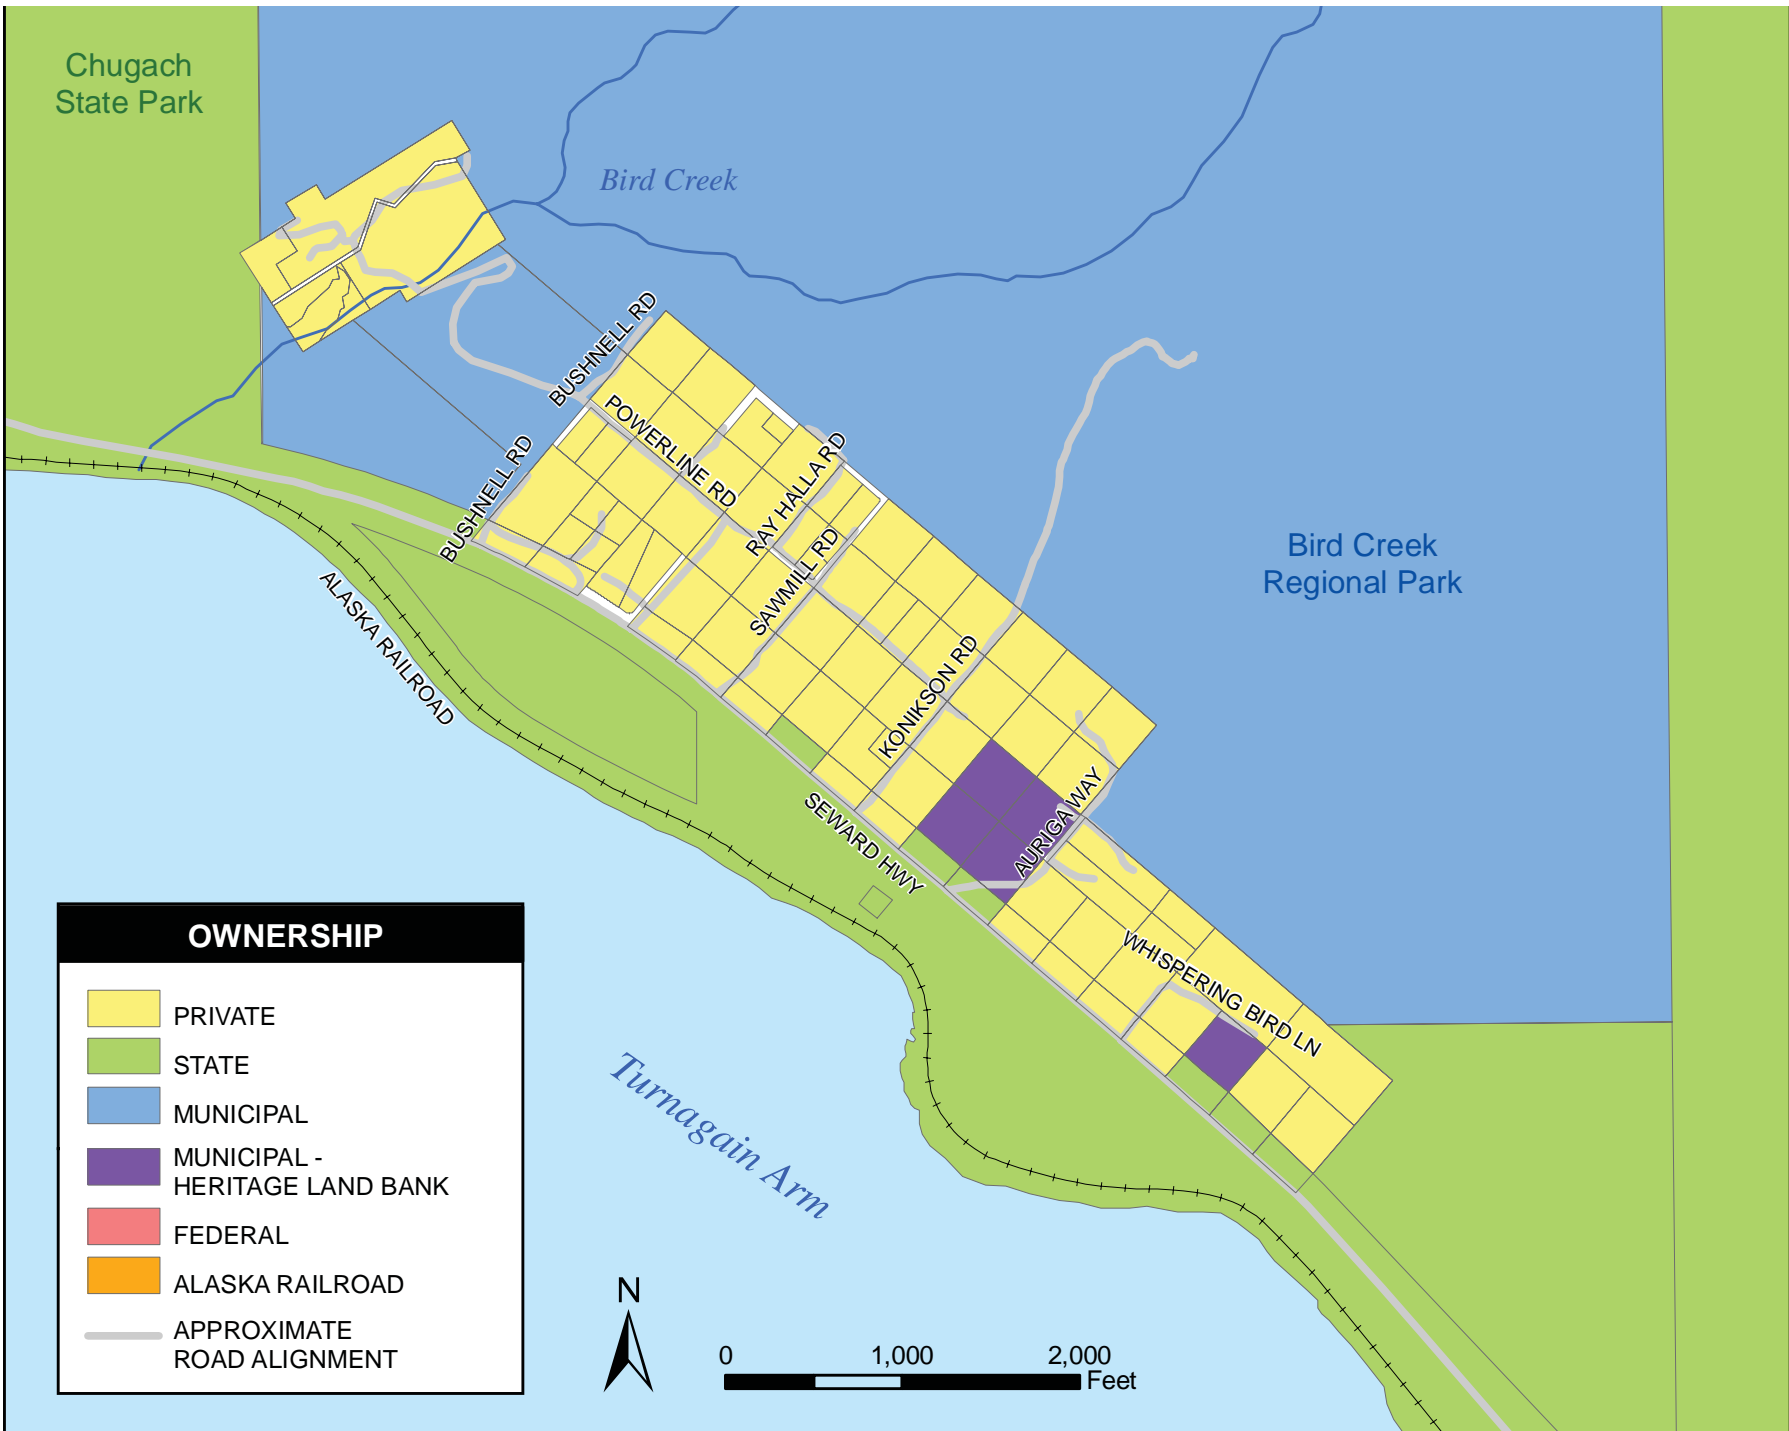 Chugach
State Park
Bird Creek
BUSHNELL RD
POWERLINE RD
BUSHNELL RD
RAY HALLA RD
SAWMILL RD
Bird Creek
Regional Park
ALASKA RAILROAD
KONIKSON RD
SEWARD HWY
AURIGA WAY
WHISPERING BIRD LN
Turnagain Arm
OWNERSHIP
PRIVATE
STATE
MUNICIPAL
MUNICIPAL -
HERITAGE LAND BANK
FEDERAL
ALASKA RAILROAD
APPROXIMATE
ROAD ALIGNMENT
N
0 1,000 2,000
Feet